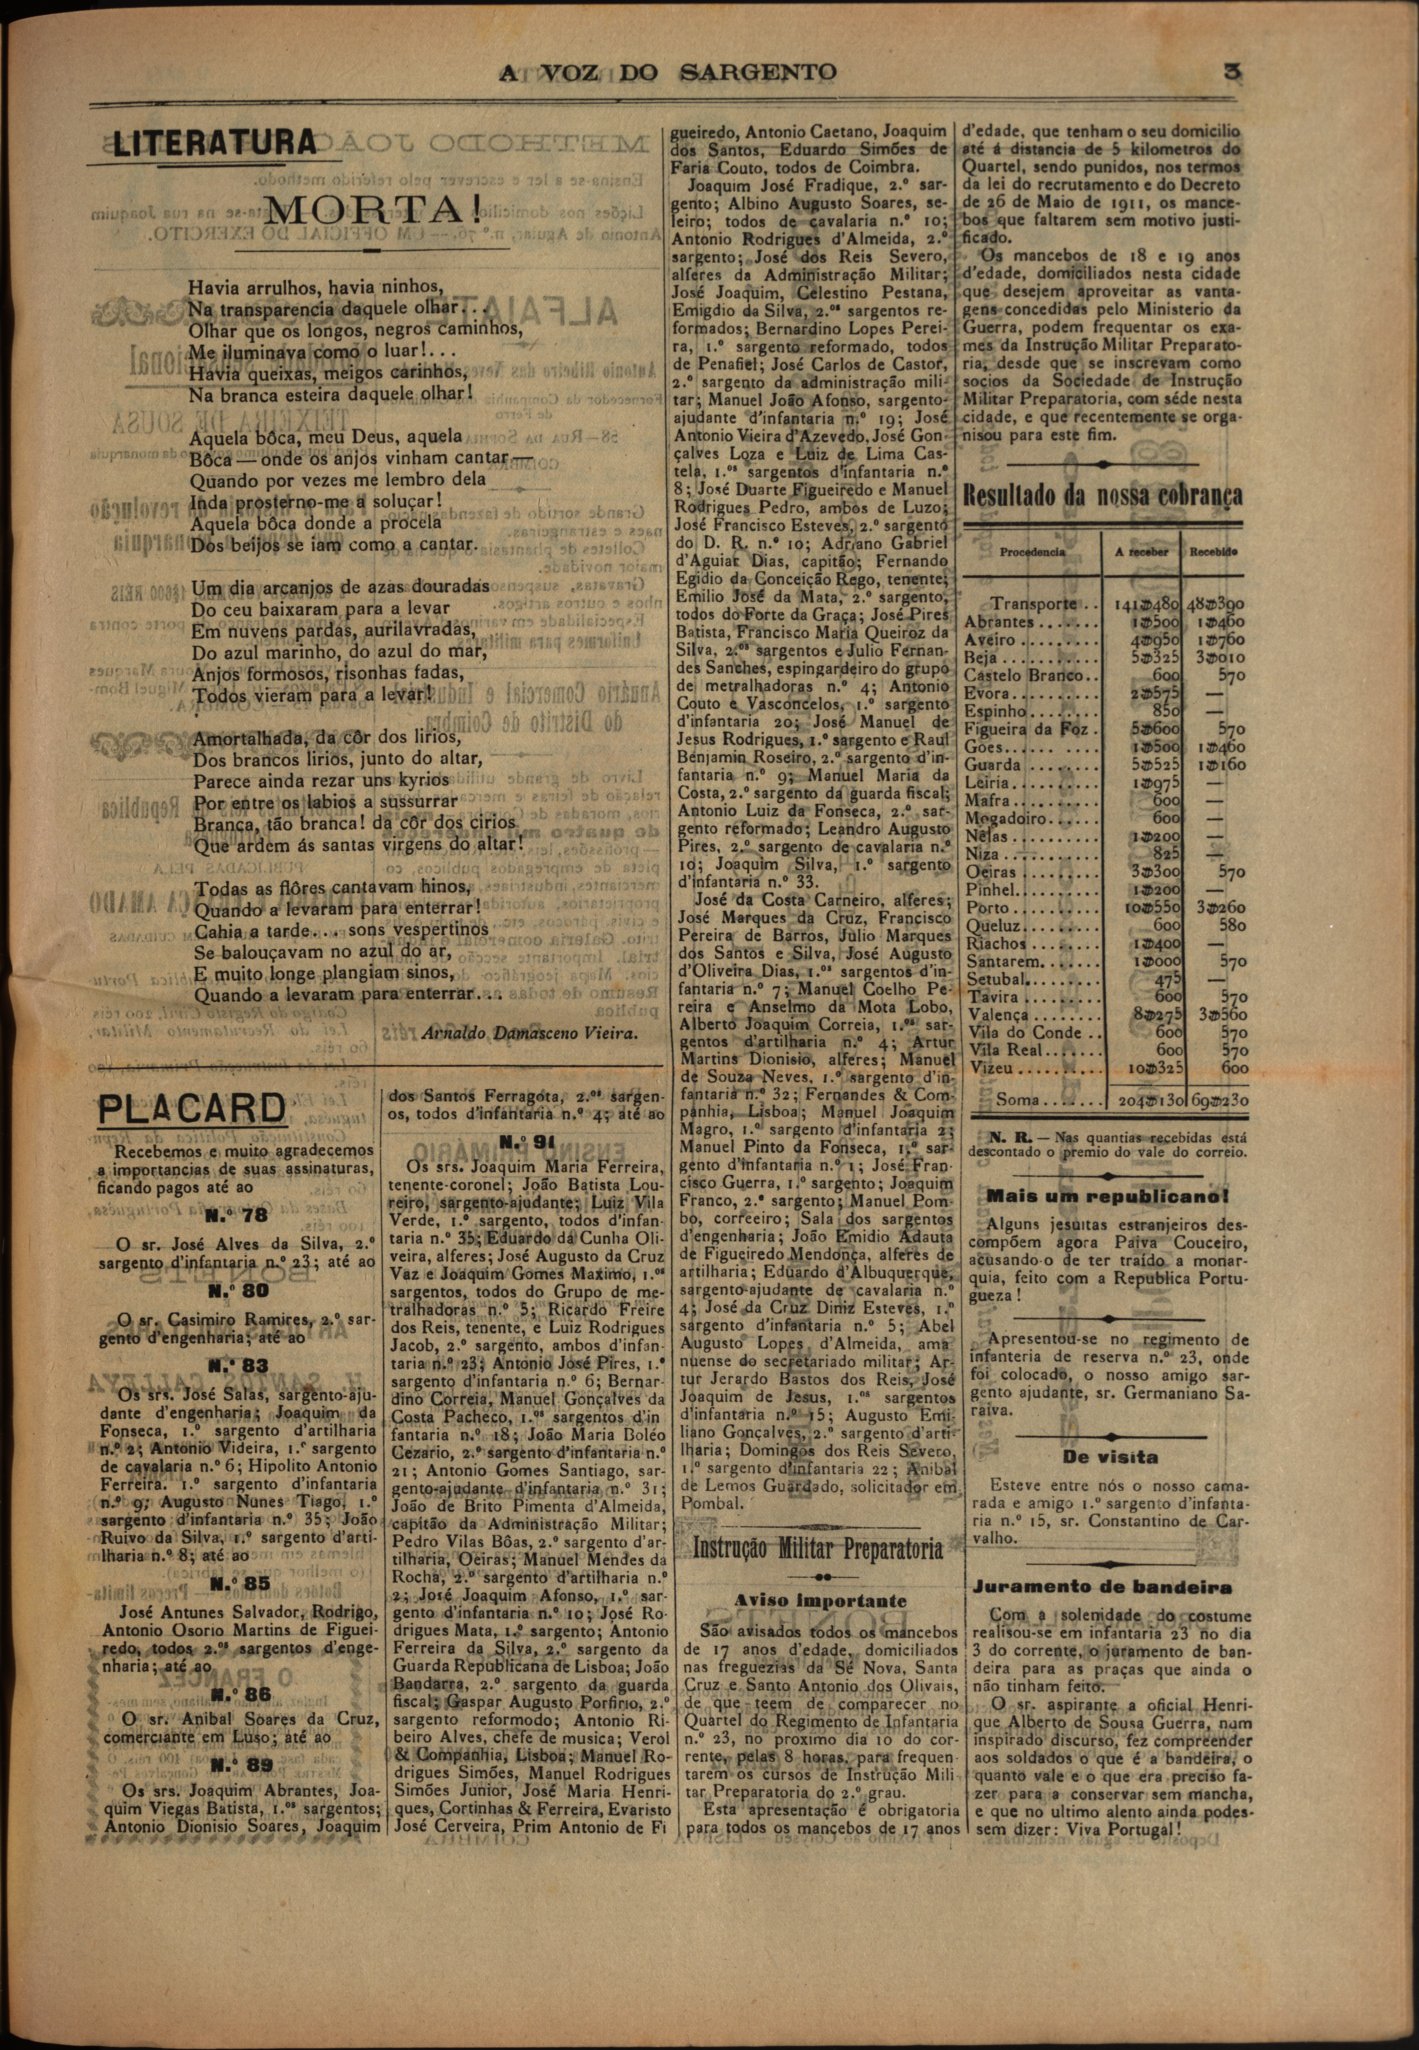 A VOZ DO SARGENTO
3
LITERATURA
MORTA!
Havia arrulhos, havia ninhos,
Na transparencia daquele olhar...
Olhar que os longos, negros caminhos,
Me iluminava como o luar!...
Havia queixas, meigos carinhos,
Na branca esteira daquele olhar!
Aquela bôca, meu Deus, aquela
Bôca — onde os anjos vinham cantar —
Quando por vezes me lembro dela
Inda prosterno-me a soluçar!
Aquela bôca donde a procela
Dos beijos se iam como a cantar.
Um dia arcanjos de azas douradas
Do ceu baixaram para a levar
Em nuvens pardas, aurilavradas,
Do azul marinho, do azul do mar,
Anjos formosos, risonhas fadas,
Todos vieram para a levar!
Amortalhada, da côr dos lirios,
Dos brancos lirios, junto do altar,
Parece ainda rezar uns kyrios
Por entre os labios a sussurrar
Branca, tão branca! da côr dos cirios
Que ardem ás santas virgens do altar!
Todas as flôres cantavam hinos,
Quando a levaram para enterrar!
Cahia a tarde... sons vespertinos
Se balouçavam no azul do ar,
E muito longe plangiam sinos,
Quando a levaram para enterrar...
Arnaldo Damasceno Vieira.
PLACARD
Recebemos e muito agradecemos
a importancias de suas assinaturas,
ficando pagos até ao
N.º 78
O sr. José Alves da Silva, 2.º
sargento d'infantaria n.º 23; até ao
N.º 80
O sr. Casimiro Ramires, 2.º sar-
gento d'engenharia; até ao
N.º 83
Os srs. José Salas, sargento-aju-
dante d'engenharia; Joaquim da
Fonseca, 1.º sargento d'artilharia
n.º 2; Antonio Videira, 1.º sargento
de cavalaria n.º 6; Hipolito Antonio
Ferreira. 1.º sargento d'infantaria
n.º 9; Augusto Nunes Tiago, 1.º
sargento d'infantaria n.º 35; João
Ruivo da Silva, 1.º sargento d'arti-
lharia n.º 8; até ao
N.º 85
José Antunes Salvador, Rodrigo,
Antonio Osorio Martins de Figuei-
redo, todos 2.ºˢ sargentos d'enge-
nharia; até ao
N.º 86
O sr. Anibal Soares da Cruz,
comerciante em Luso; até ao
N.º 89
Os srs. Joaquim Abrantes, Joa-
quim Viegas Batista, 1.ºˢ sargentos;
Antonio Dionisio Soares, Joaquim
dos Santos Ferragota, 2.ºˢ sargen-
os, todos d'infantaria n.º 4; até ao
N.º 91
Os srs. Joaquim Maria Ferreira,
tenente-coronel; João Batista Lou-
reiro, sargento-ajudante; Luiz Vila
Verde, 1.º sargento, todos d'infan-
taria n.º 35; Eduardo da Cunha Oli-
veira, alferes; José Augusto da Cruz
Vaz e Joaquim Gomes Maximo, 1.ºˢ
sargentos, todos do Grupo de me-
tralhadoras n.º 5; Ricardo Freire
dos Reis, tenente, e Luiz Rodrigues
Jacob, 2.º sargento, ambos d'infan-
taria n.º 23; Antonio José Pires, 1.º
sargento d'infantaria n.º 6; Bernar-
dino Correia, Manuel Gonçalves da
Costa Pacheco, 1.ºˢ sargentos d'in
fantaria n.º 18; João Maria Boléo
Cezario, 2.º sargento d'infantaria n.º
21; Antonio Gomes Santiago, sar-
gento-ajudante d'infantaria n.º 31;
João de Brito Pimenta d'Almeida,
capitão da Administração Militar;
Pedro Vilas Bôas, 2.º sargento d'ar-
tilharia, Oeiras; Manuel Mendes da
Rocha, 2.º sargento d'artilharia n.º
2; José Joaquim Afonso, 1.º sar-
gento d'infantaria n.º 10; José Ro-
drigues Mata, 1.º sargento; Antonio
Ferreira da Silva, 2.º sargento da
Guarda Republicana de Lisboa; João
Bandarra, 2.º sargento da guarda
fiscal; Gaspar Augusto Porfirio, 2.º
sargento reformodo; Antonio Ri-
beiro Alves, chefe de musica; Verol
& Companhia, Lisboa; Manuel Ro-
drigues Simões, Manuel Rodrigues
Simões Junior, José Maria Henri-
ques, Cortinhas & Ferreira, Evaristo
José Cerveira, Prim Antonio de Fi
gueiredo, Antonio Caetano, Joaquim
dos Santos, Eduardo Simões de
Faria Couto, todos de Coimbra.
Joaquim José Fradique, 2.º sar-
gento; Albino Augusto Soares, se-
leiro; todos de cavalaria n.º 10;
Antonio Rodrigues d'Almeida, 2.º
sargento; José dos Reis Severo,
alferes da Administração Militar;
José Joaquim, Celestino Pestana,
Emigdio da Silva, 2.ºˢ sargentos re-
formados; Bernardino Lopes Perei-
ra, 1.º sargento reformado, todos
de Penafiel; José Carlos de Castor,
2.º sargento da administração mili-
tar; Manuel João Afonso, sargento-
ajudante d'infantaria n.º 19; José
Antonio Vieira d'Azevedo, José Gon-
çalves Loza e Luiz de Lima Cas-
tela, 1.ºˢ sargentos d'infantaria n.º
8; José Duarte Figueiredo e Manuel
Rodrigues Pedro, ambos de Luzo;
José Francisco Esteves, 2.º sargento
do D. R. n.º 10; Adriano Gabriel
d'Aguiar Dias, capitão; Fernando
Egidio da Conceição Rego, tenente;
Emilio José da Mata, 2.º sargento,
todos do Forte da Graça; José Pires
Batista, Francisco Maria Queiroz da
Silva, 2.ºˢ sargentos e Julio Fernan-
des Sanches, espingardeiro do grupo
de metralhadoras n.º 4; Antonio
Couto e Vasconcelos, 1.º sargento
d'infantaria 20; José Manuel de
Jesus Rodrigues, 1.º sargento e Raul
Benjamin Roseiro, 2.º sargento d'in-
fantaria n.º 9; Manuel Maria da
Costa, 2.º sargento da guarda fiscal;
Antonio Luiz da Fonseca, 2.º sar-
gento reformado; Leandro Augusto
Pires, 2.º sargento de cavalaria n.º
10; Joaquim Silva, 1.º sargento
d'infantaria n.º 33.
José da Costa Carneiro, alferes;
José Marques da Cruz, Francisco
Pereira de Barros, Julio Marques
dos Santos e Silva, José Augusto
d'Oliveira Dias, 1.ºˢ sargentos d'in-
fantaria n.º 7; Manuel Coelho Pe-
reira e Anselmo da Mota Lobo,
Alberto Joaquim Correia, 1.ºˢ sar-
gentos d'artilharia n.º 4; Artur
Martins Dionisio, alferes; Manuel
de Souza Neves, 1.º sargento d'in-
fantaria n.º 32; Fernandes & Com-
panhia, Lisboa; Manuel Joaquim
Magro, 1.º sargento d'infantaria 2;
Manuel Pinto da Fonseca, 1.º sar-
gento d'infantaria n.º 1; José Fran-
cisco Guerra, 1.º sargento; Joaquim
Franco, 2.º sargento; Manuel Pom-
bo, correeiro; Sala dos sargentos
d'engenharia; João Emidio Adauta
de Figueiredo Mendonça, alferes de
artilharia; Eduardo d'Albuquerque,
sargento-ajudante de cavalaria n.º
4; José da Cruz Diniz Esteves, 1.º
sargento d'infantaria n.º 5; Abel
Augusto Lopes d'Almeida, ama
nuense do secretariado militar; Ar-
tur Jerardo Bastos dos Reis, José
Joaquim de Jesus, 1.ºˢ sargentos
d'infantaria n.º 15; Augusto Emi-
liano Gonçalves, 2.º sargento d'arti-
lharia; Domingos dos Reis Severo,
1.º sargento d'infantaria 22; Anibal
de Lemos Guardado, solicitador em
Pombal.
Instrução Militar Preparatoria
Aviso importante
São avisados todos os mancebos
de 17 anos d'edade, domiciliados
nas freguezias da Sé Nova, Santa
Cruz e Santo Antonio dos Olivais,
de que teem de comparecer no
Quartel do Regimento de Infantaria
n.º 23, no proximo dia 10 do cor-
rente, pelas 8 horas, para frequen
tarem os cursos de Instrução Mili
tar Preparatoria do 2.º grau.
Esta apresentação é obrigatoria
para todos os mancebos de 17 anos
d'edade, que tenham o seu domicilio
até á distancia de 5 kilometros do
Quartel, sendo punidos, nos termos
da lei do recrutamento e do Decreto
de 26 de Maio de 1911, os mance-
bos que faltarem sem motivo justi-
ficado.
Os mancebos de 18 e 19 anos
d'edade, domiciliados nesta cidade
que desejem aproveitar as vanta-
gens concedidas pelo Ministerio da
Guerra, podem frequentar os exa-
mes da Instrução Militar Preparato-
ria, desde que se inscrevam como
socios da Sociedade de Instrução
Militar Preparatoria, com séde nesta
cidade, e que recentemente se orga-
nisou para este fim.
Resultado da nossa cobrança
Procedencia A receber Recebido
Transporte .. 141$480 48$390
Abrantes ....... 1$500 1$460
Aveiro ......... 4$950 1$760
Beja ........... 5$325 3$010
Castelo Branco.. 600 570
Evora.......... 2$575 —
Espinho........ 850 —
Figueira da Foz. 5$600 570
Goes...... .... 1$500 1$460
Guarda ........ 5$525 1$160
Leiria.......... 1$975 —
Mafra.......... 600 —
Mogadoiro...... 600 —
Nelas .......... 1$200 —
Niza ........... 825 —
Oeiras ......... 3$300 570
Pinhel.......... 1$200 —
Porto .......... 10$550 3$260
Queluz......... 600 580
Riachos ........ 1$400 —
Santarem....... 1$000 570
Setubal......... 475 —
Tavira ......... 600 570
Valença ........ 8$275 3$560
Vila do Conde .. 600 570
Vila Real....... 600 570
Vizeu .......... 10$325 600
Soma ....... 204$130 69$230
N. R. — Nas quantias recebidas está
descontado o premio do vale do correio.
Mais um republicano!
Alguns jesuitas estranjeiros des-
compõem agora Paiva Couceiro,
acusando-o de ter traído a monar-
quia, feito com a Republica Portu-
gueza!
Apresentou-se no regimento de
infanteria de reserva n.º 23, onde
foi colocado, o nosso amigo sar-
gento ajudante, sr. Germaniano Sa-
raiva.
De visita
Esteve entre nós o nosso cama-
rada e amigo 1.º sargento d'infanta-
ria n.º 15, sr. Constantino de Car-
valho.
Juramento de bandeira
Com a solenidade do costume
realisou-se em infantaria 23 no dia
3 do corrente, o juramento de ban-
deira para as praças que ainda o
não tinham feito.
O sr. aspirante a oficial Henri-
que Alberto de Sousa Guerra, num
inspirado discurso, fez compreender
aos soldados o que é a bandeira, o
quanto vale e o que era preciso fa-
zer para a conservar sem mancha,
e que no ultimo alento ainda podes-
sem dizer: Viva Portugal!